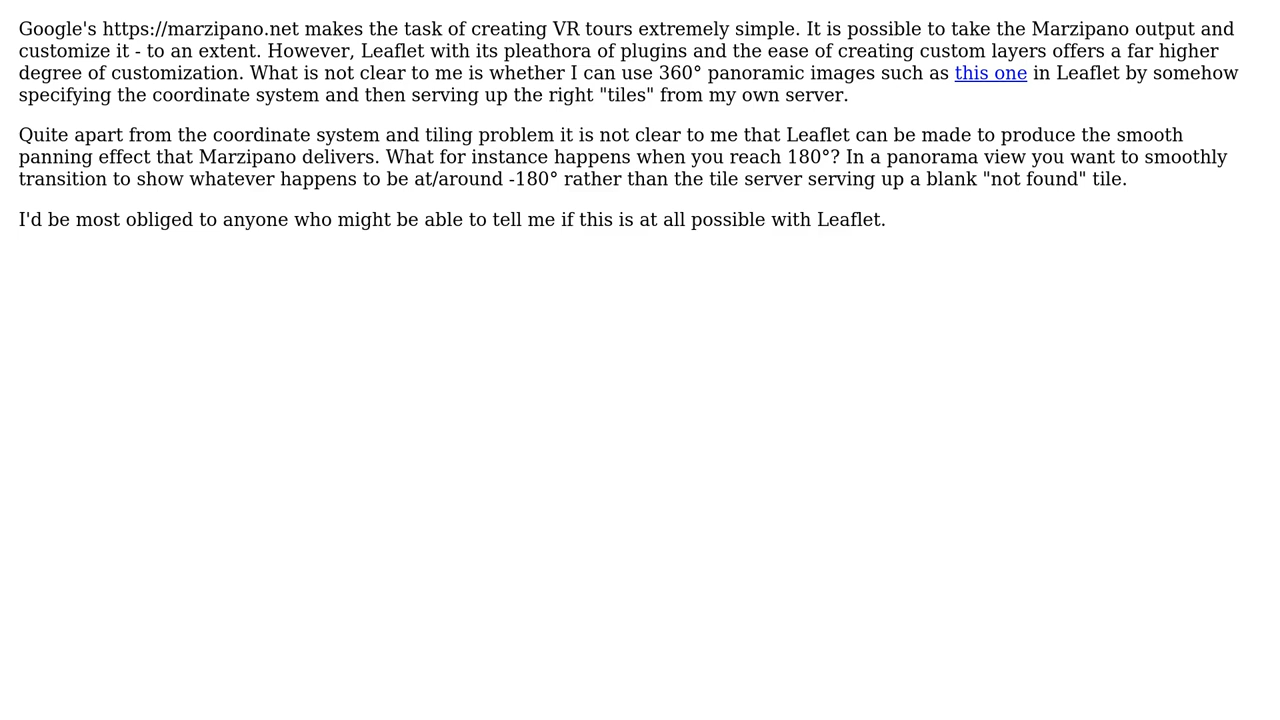 Google's https://marzipano.net makes the task of creating VR tours extremely simple. It is possible to take the Marzipano output and
customize it - to an extent. However, Leaflet with its pleathora of plugins and the ease of creating custom layers offers a far higher
degree of customization. What is not clear to me is whether I can use 360° panoramic images such as this one in Leaflet by somehow
specifying the coordinate system and then serving up the right "tiles" from my own server.
Quite apart from the coordinate system and tiling problem it is not clear to me that Leaflet can be made to produce the smooth
panning effect that Marzipano delivers. What for instance happens when you reach 180°? In a panorama view you want to smoothly
transition to show whatever happens to be at/around -180° rather than the tile server serving up a blank "not found" tile.
I'd be most obliged to anyone who might be able to tell me if this is at all possible with Leaflet.